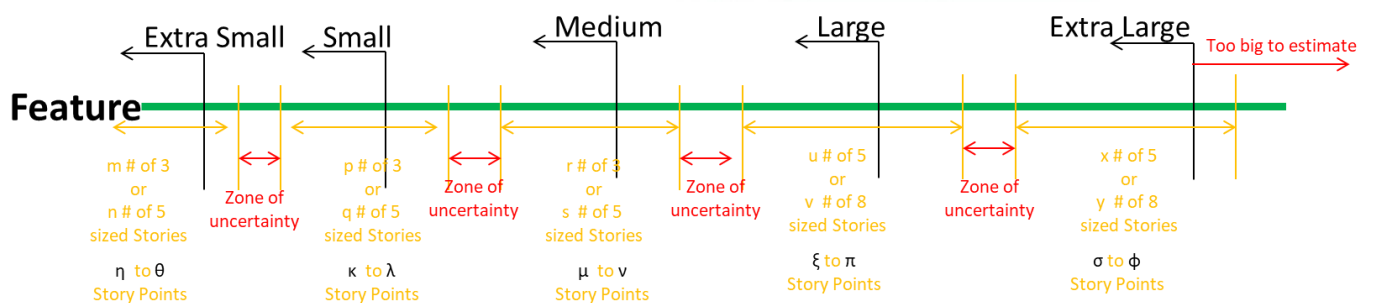 Extra Small
Small
Medium
Large
Extra Large
Too big to estimate
Feature
m # of 3
or
n # of 5
sized Stories
η to θ
Story Points
Zone of
uncertainty
p # of 3
or
q # of 5
sized Stories
κ to λ
Story Points
Zone of
uncertainty
r # of 3
or
s # of 5
sized Stories
μ to ν
Story Points
Zone of
uncertainty
u # of 5
or
v # of 8
sized Stories
ξ to π
Story Points
Zone of
uncertainty
x # of 5
or
y # of 8
sized Stories
σ to φ
Story Points